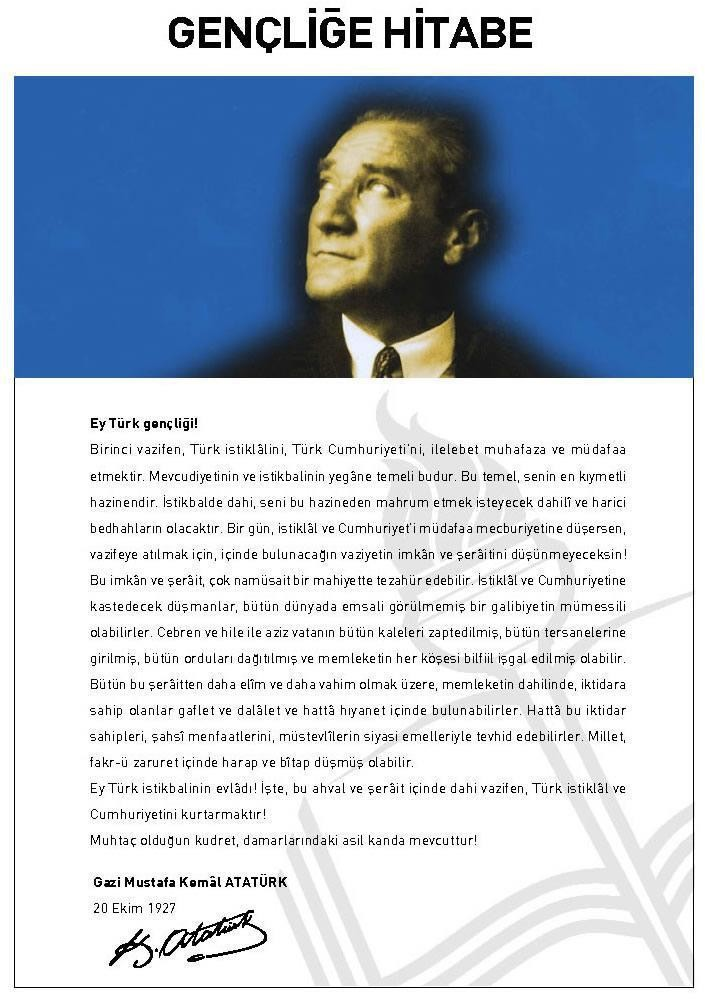 GENÇLİĞE HİTABE
Ey Türk gençliği!
Birinci vazifen, Türk istiklâlini, Türk Cumhuriyeti'ni, ilelebet muhafaza ve müdafaa
etmektir. Mevcudiyetinin ve istikbalinin yegâne temeli budur. Bu temel, senin en kıymetli
hazinendir. İstikbalde dahi, seni bu hazineden mahrum etmek isteyecek dahilî ve harici
bedhahların olacaktır. Bir gün, istiklâl ve Cumhuriyet'i müdafaa mecburiyetine düşersen,
vazifeye atılmak için, içinde bulunacağın vaziyetin imkân ve şerâitini düşünmeyeceksin!
Bu imkân ve şerâit, çok namüsait bir mahiyette tezahür edebilir. İstiklâl ve Cumhuriyetine
kastedecek düşmanlar, bütün dünyada emsali görülmemiş bir galibiyetin mümessili
olabilirler. Cebren ve hile ile aziz vatanın bütün kaleleri zaptedilmiş, bütün tersanelerine
girilmiş, bütün orduları dağıtılmış ve memleketin her köşesi bilfiil işgal edilmiş olabilir.
Bütün bu şerâitten daha elîm ve daha vahim olmak üzere, memleketin dahilinde, iktidara
sahip olanlar gaflet ve dalâlet ve hattâ hıyanet içinde bulunabilirler. Hattâ bu iktidar
sahipleri, şahsî menfaatlerini, müstevlîlerin siyasi emelleriyle tevhid edebilirler. Millet,
fakr-ü zaruret içinde harap ve bîtap düşmüş olabilir.
Ey Türk istikbalinin evlâdı! İşte, bu ahval ve şerâit içinde dahi vazifen, Türk istiklâl ve
Cumhuriyetini kurtarmaktır!
Muhtaç olduğun kudret, damarlarındaki asil kanda mevcuttur!
Gazi Mustafa Kemâl ATATÜRK
20 Ekim 1927
K. Atatürk